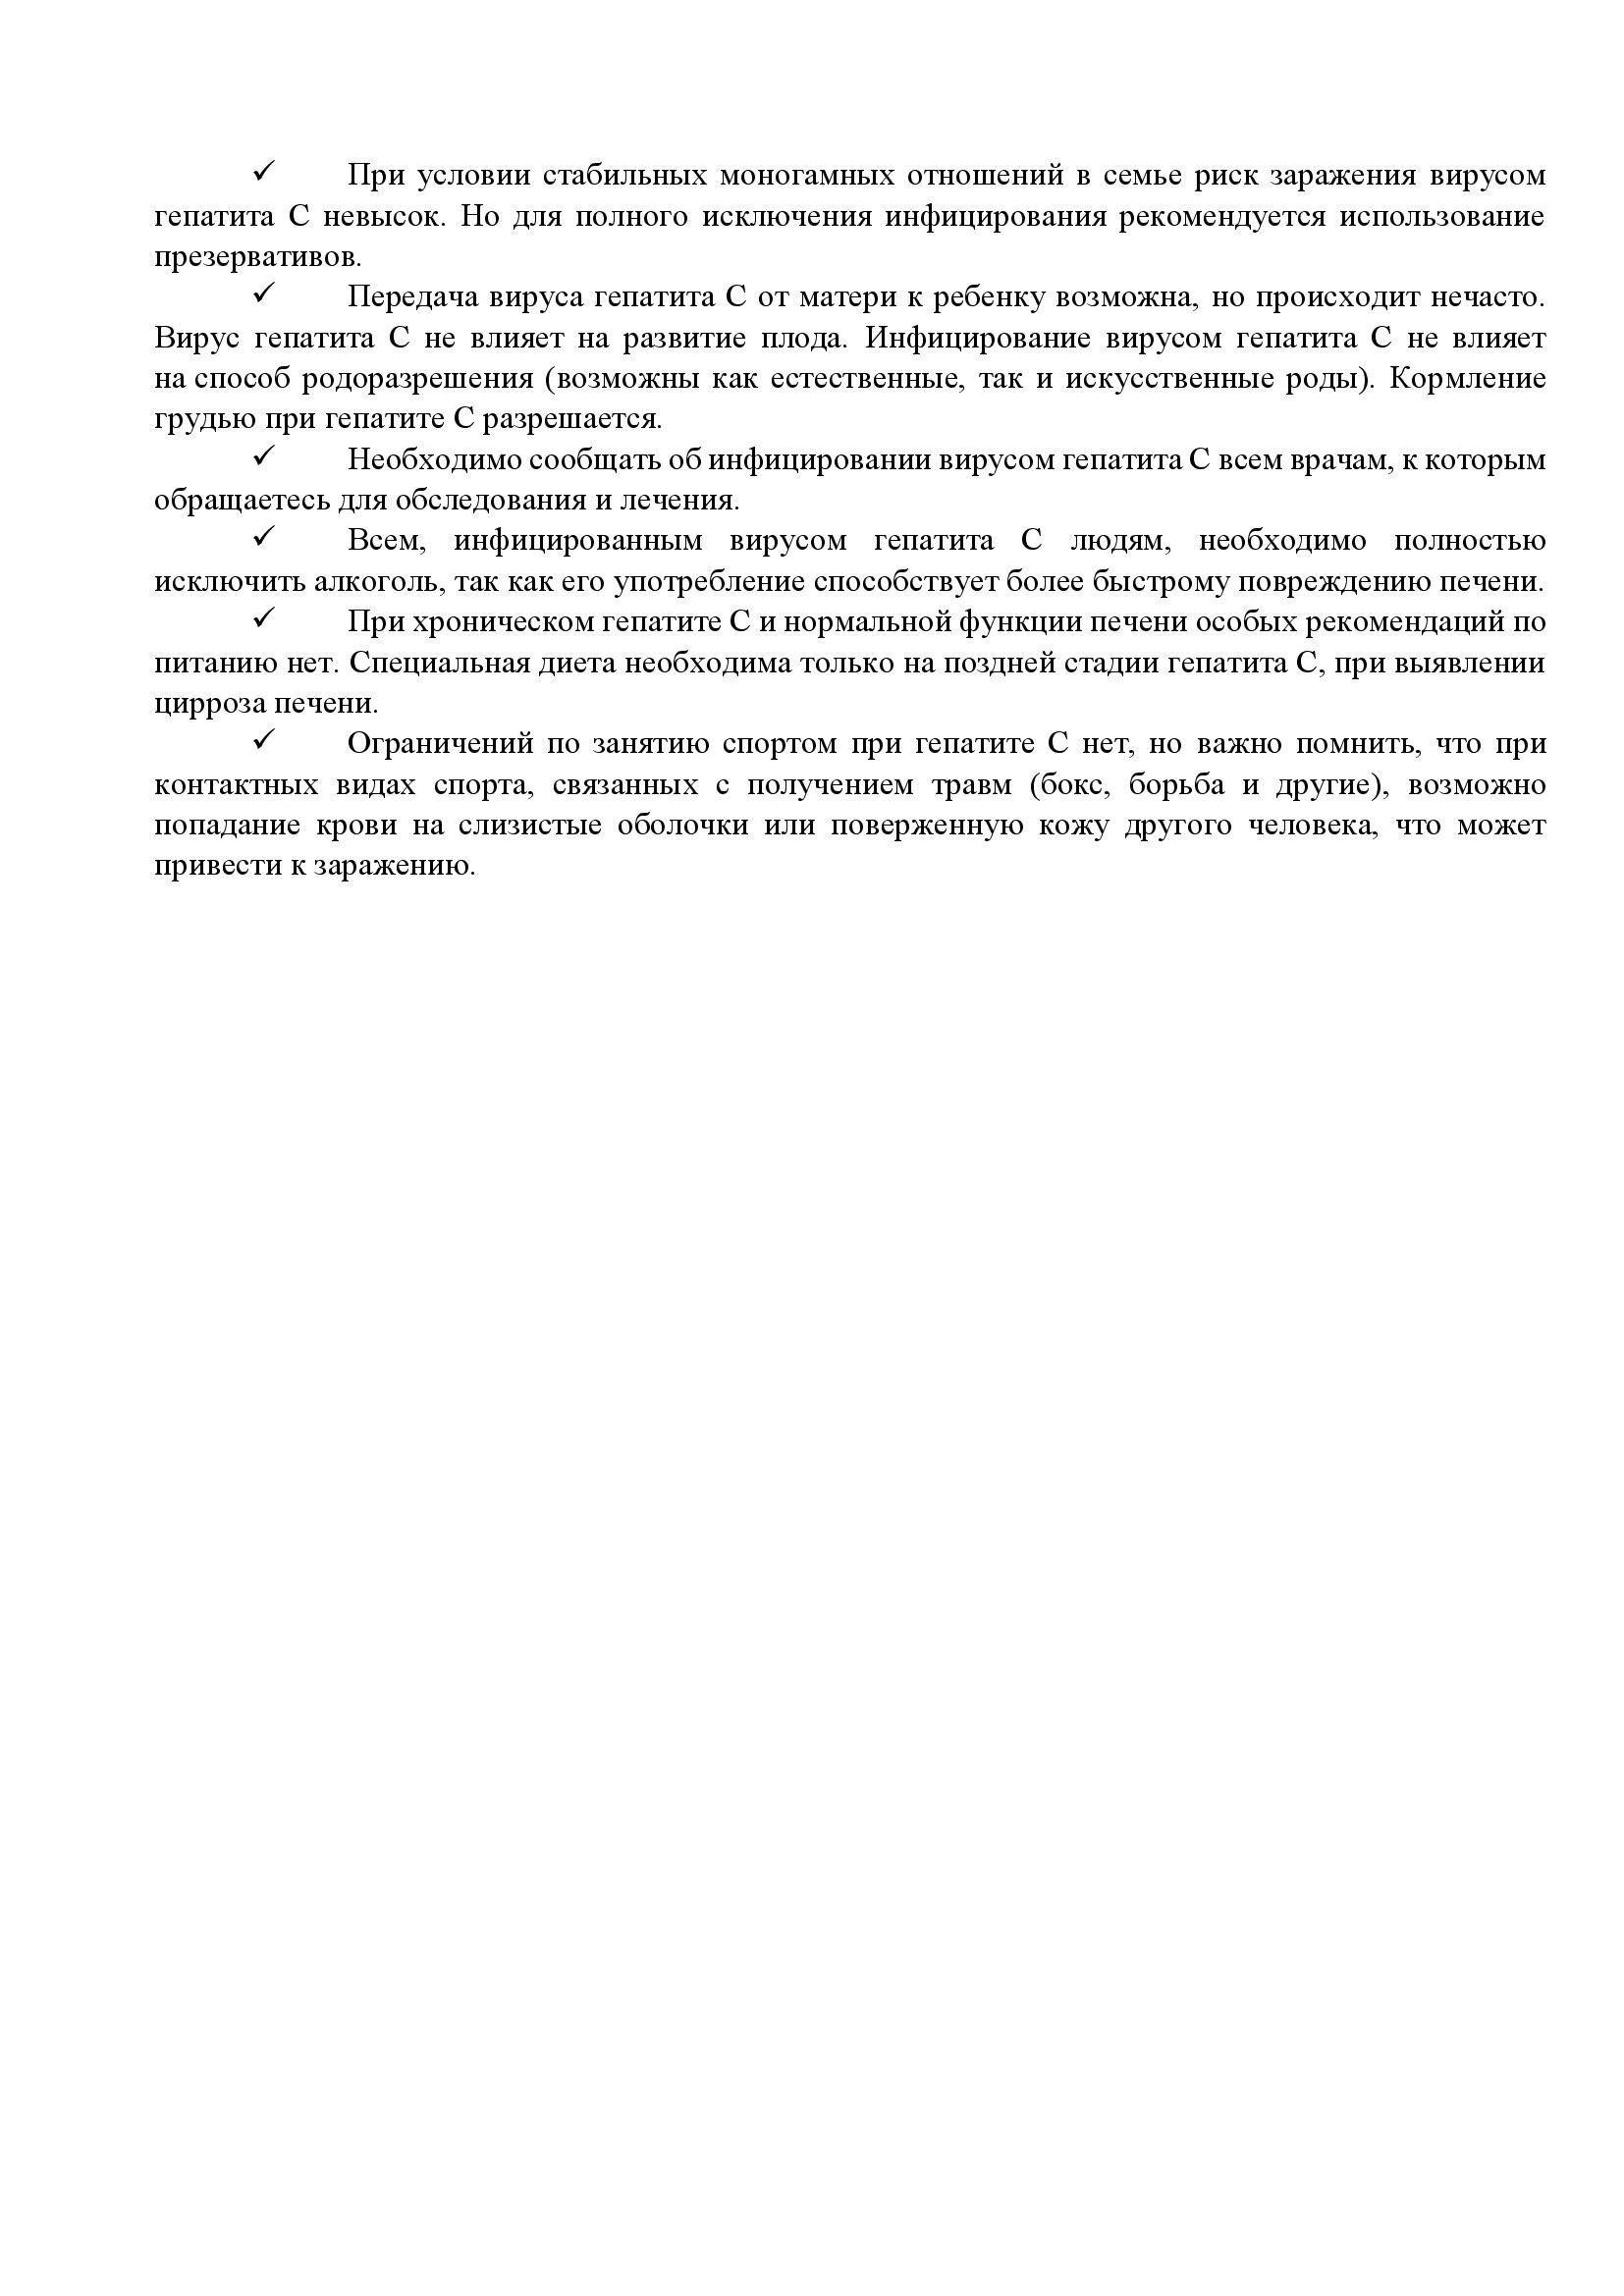 ✓ При условии стабильных моногамных отношений в семье риск заражения вирусом
гепатита С невысок. Но для полного исключения инфицирования рекомендуется использование
презервативов.
✓ Передача вируса гепатита С от матери к ребенку возможна, но происходит нечасто.
Вирус гепатита С не влияет на развитие плода. Инфицирование вирусом гепатита С не влияет
на способ родоразрешения (возможны как естественные, так и искусственные роды). Кормление
грудью при гепатите С разрешается.
✓ Необходимо сообщать об инфицировании вирусом гепатита С всем врачам, к которым
обращаетесь для обследования и лечения.
✓ Всем, инфицированным вирусом гепатита С людям, необходимо полностью
исключить алкоголь, так как его употребление способствует более быстрому повреждению печени.
✓ При хроническом гепатите С и нормальной функции печени особых рекомендаций по
питанию нет. Специальная диета необходима только на поздней стадии гепатита С, при выявлении
цирроза печени.
✓ Ограничений по занятию спортом при гепатите С нет, но важно помнить, что при
контактных видах спорта, связанных с получением травм (бокс, борьба и другие), возможно
попадание крови на слизистые оболочки или поверженную кожу другого человека, что может
привести к заражению.